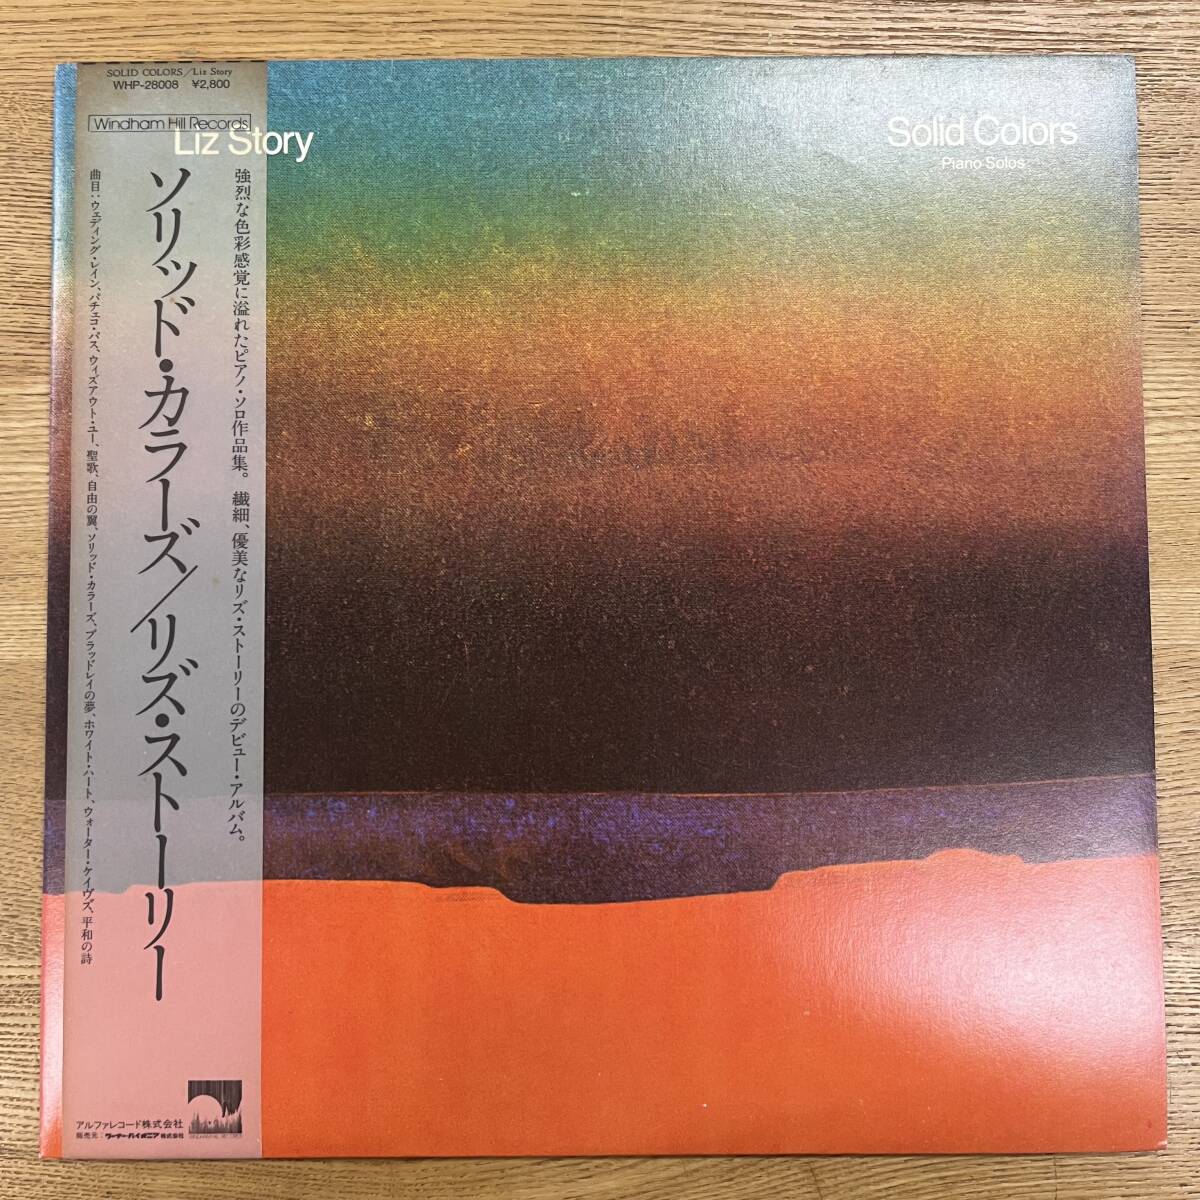 SOLID COLORS/Liz Story
WHP-28008 ¥2,800
Windham Hill Records
Liz Story
Solid Colors
Piano Solos
強烈な色彩感覚に溢れたピアノ・ソロ作品集。繊細、優美なリズ・ストーリーのデビュー・アルバム。
ソリッド・カラーズ/リズ・ストーリー
曲目:ウェディング・レイン、パチェコ・パス、ウィズアウト・ユー、聖歌、自由の翼、ソリッド・カラーズ、ブラッドレイの夢、ホワイト・ハート、ウォーター・ケイヴズ、平和の詩
アルファレコード株式会社
販売元:ワーナー・パイオニア株式会社